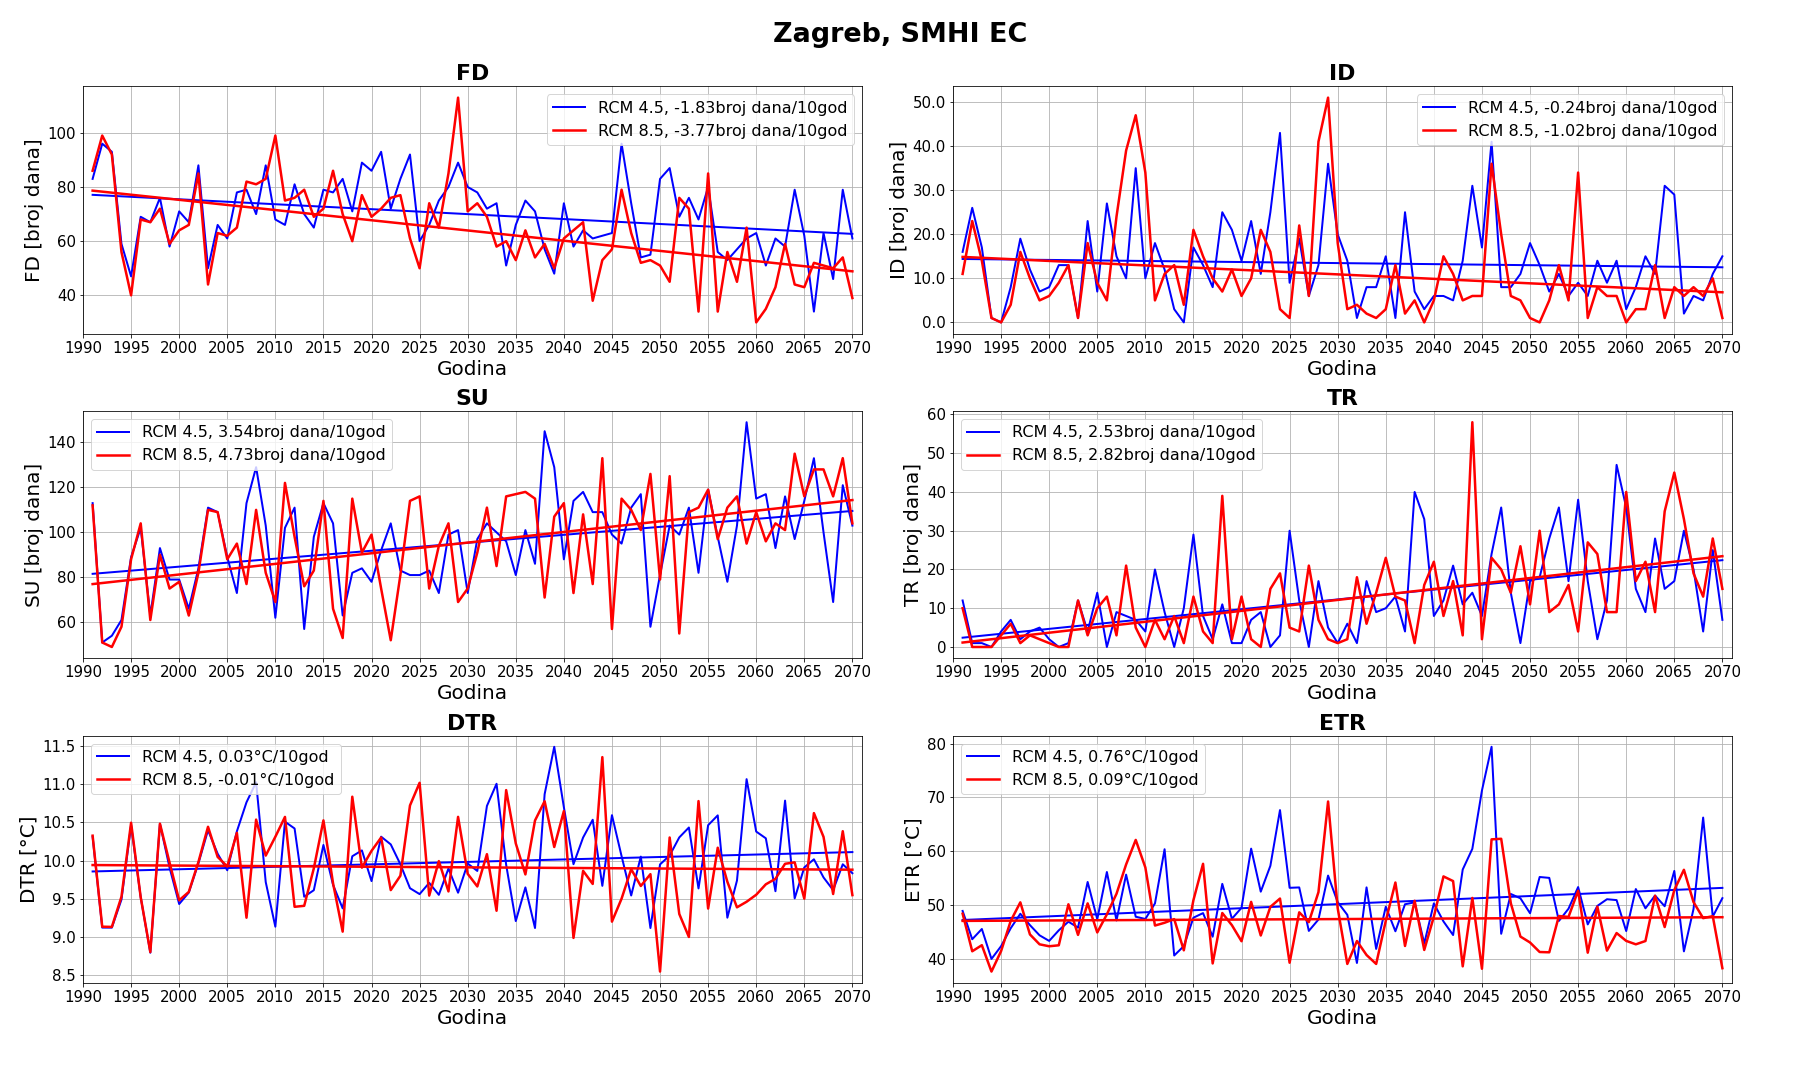 Zagreb, SMHI EC
FD
FD [broj dana]
100
80
60
40
RCM 4.5, -1.83broj dana/10god
RCM 8.5, -3.77broj dana/10god
1990 1995 2000 2005 2010 2015 2020 2025 2030 2035 2040 2045 2050 2055 2060 2065 2070
Godina
ID
ID [broj dana]
50.0
40.0
30.0
20.0
10.0
0.0
RCM 4.5, -0.24broj dana/10god
RCM 8.5, -1.02broj dana/10god
1990 1995 2000 2005 2010 2015 2020 2025 2030 2035 2040 2045 2050 2055 2060 2065 2070
Godina
SU
SU [broj dana]
140
120
100
80
60
RCM 4.5, 3.54broj dana/10god
RCM 8.5, 4.73broj dana/10god
1990 1995 2000 2005 2010 2015 2020 2025 2030 2035 2040 2045 2050 2055 2060 2065 2070
Godina
TR
TR [broj dana]
60
50
40
30
20
10
0
RCM 4.5, 2.53broj dana/10god
RCM 8.5, 2.82broj dana/10god
1990 1995 2000 2005 2010 2015 2020 2025 2030 2035 2040 2045 2050 2055 2060 2065 2070
Godina
DTR
DTR [°C]
11.5
11.0
10.5
10.0
9.5
9.0
8.5
RCM 4.5, 0.03°C/10god
RCM 8.5, -0.01°C/10god
1990 1995 2000 2005 2010 2015 2020 2025 2030 2035 2040 2045 2050 2055 2060 2065 2070
Godina
ETR
ETR [°C]
80
70
60
50
40
RCM 4.5, 0.76°C/10god
RCM 8.5, 0.09°C/10god
1990 1995 2000 2005 2010 2015 2020 2025 2030 2035 2040 2045 2050 2055 2060 2065 2070
Godina